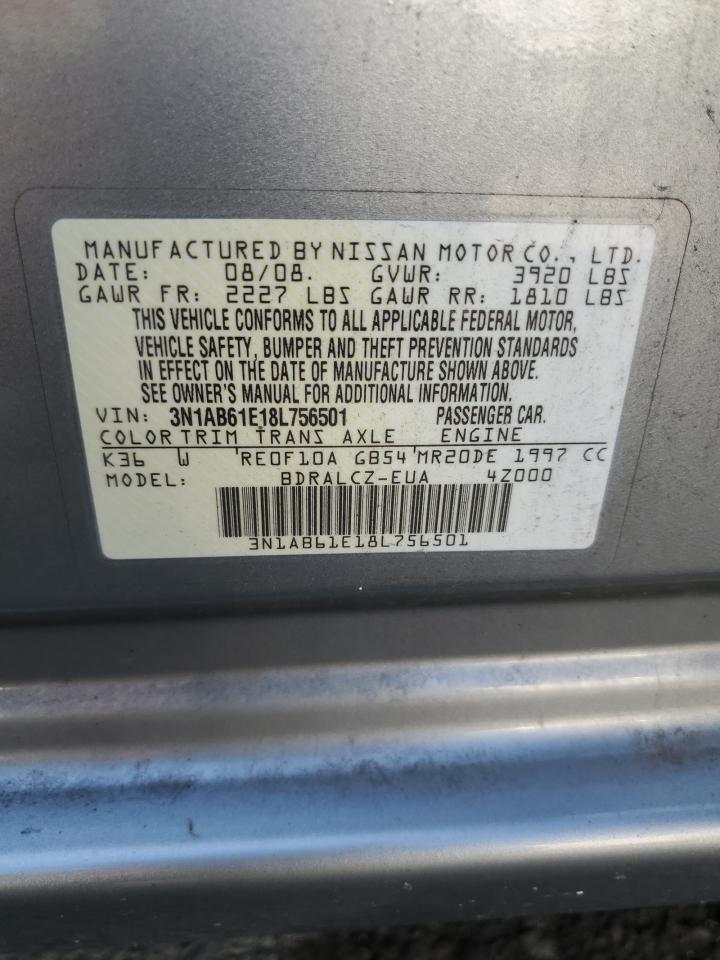 MANUFACTURED BY NISSAN MOTOR CO., LTD.
DATE: 08/08. GVWR: 3920 LBS
GAWR FR: 2227 LBS GAWR RR: 1810 LBS
THIS VEHICLE CONFORMS TO ALL APPLICABLE FEDERAL MOTOR,
VEHICLE SAFETY, BUMPER AND THEFT PREVENTION STANDARDS
IN EFFECT ON THE DATE OF MANUFACTURE SHOWN ABOVE.
SEE OWNER'S MANUAL FOR ADDITIONAL INFORMATION.
VIN: 3N1AB61E18L756501 PASSENGER CAR.
COLOR TRIM TRANS AXLE ENGINE
K36 W RE0F10A GB54 MR20DE 1997 CC
MODEL: BDRALCZ-EUA 4Z000
3N1AB61E18L756501